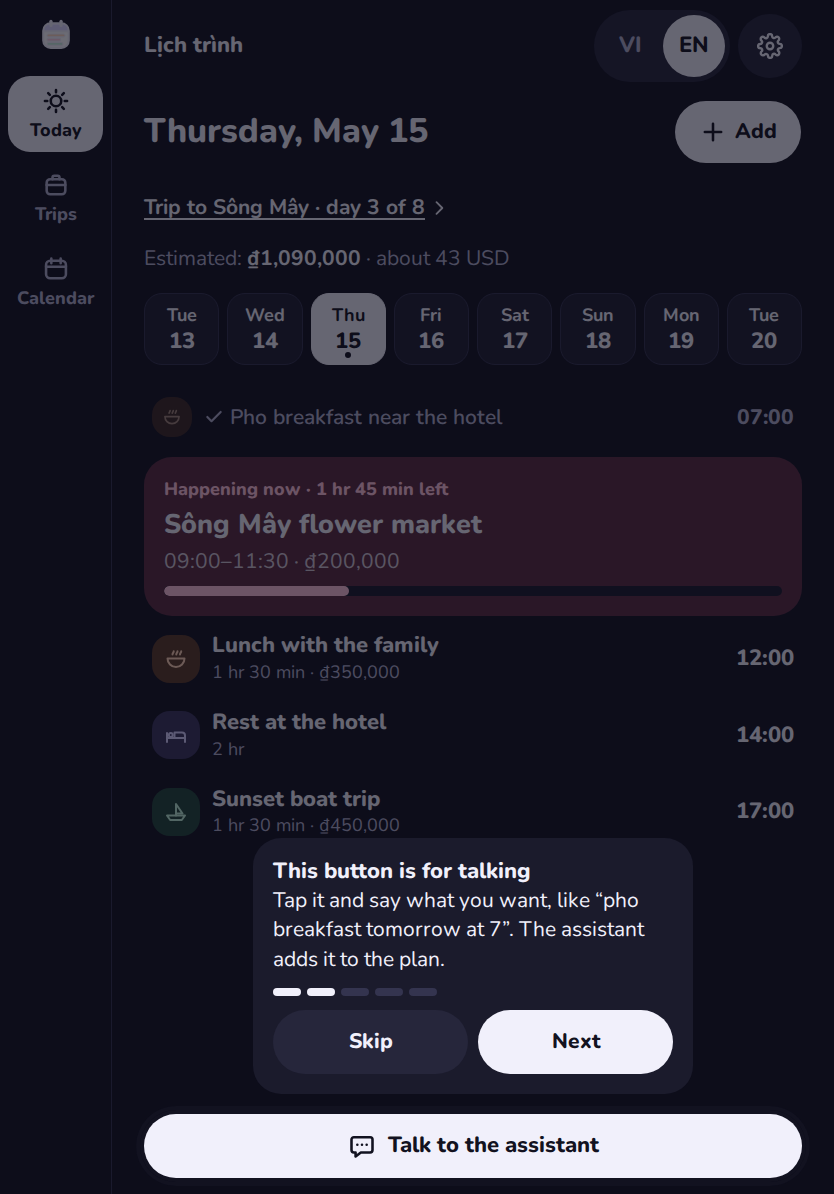 Lịch trình
VI
EN
Today
Trips
Calendar
Thursday, May 15
Add
Trip to Sông Mây · day 3 of 8
Estimated: ₫1,090,000 · about 43 USD
Tue
13
Wed
14
Thu
15
Fri
16
Sat
17
Sun
18
Mon
19
Tue
20
Pho breakfast near the hotel
07:00
Happening now · 1 hr 45 min left
Sông Mây flower market
09:00–11:30 · ₫200,000
Lunch with the family
1 hr 30 min · ₫350,000
12:00
Rest at the hotel
2 hr
14:00
Sunset boat trip
1 hr 30 min · ₫450,000
17:00
This button is for talking
Tap it and say what you want, like “pho
breakfast tomorrow at 7”. The assistant
adds it to the plan.
Skip
Next
Talk to the assistant